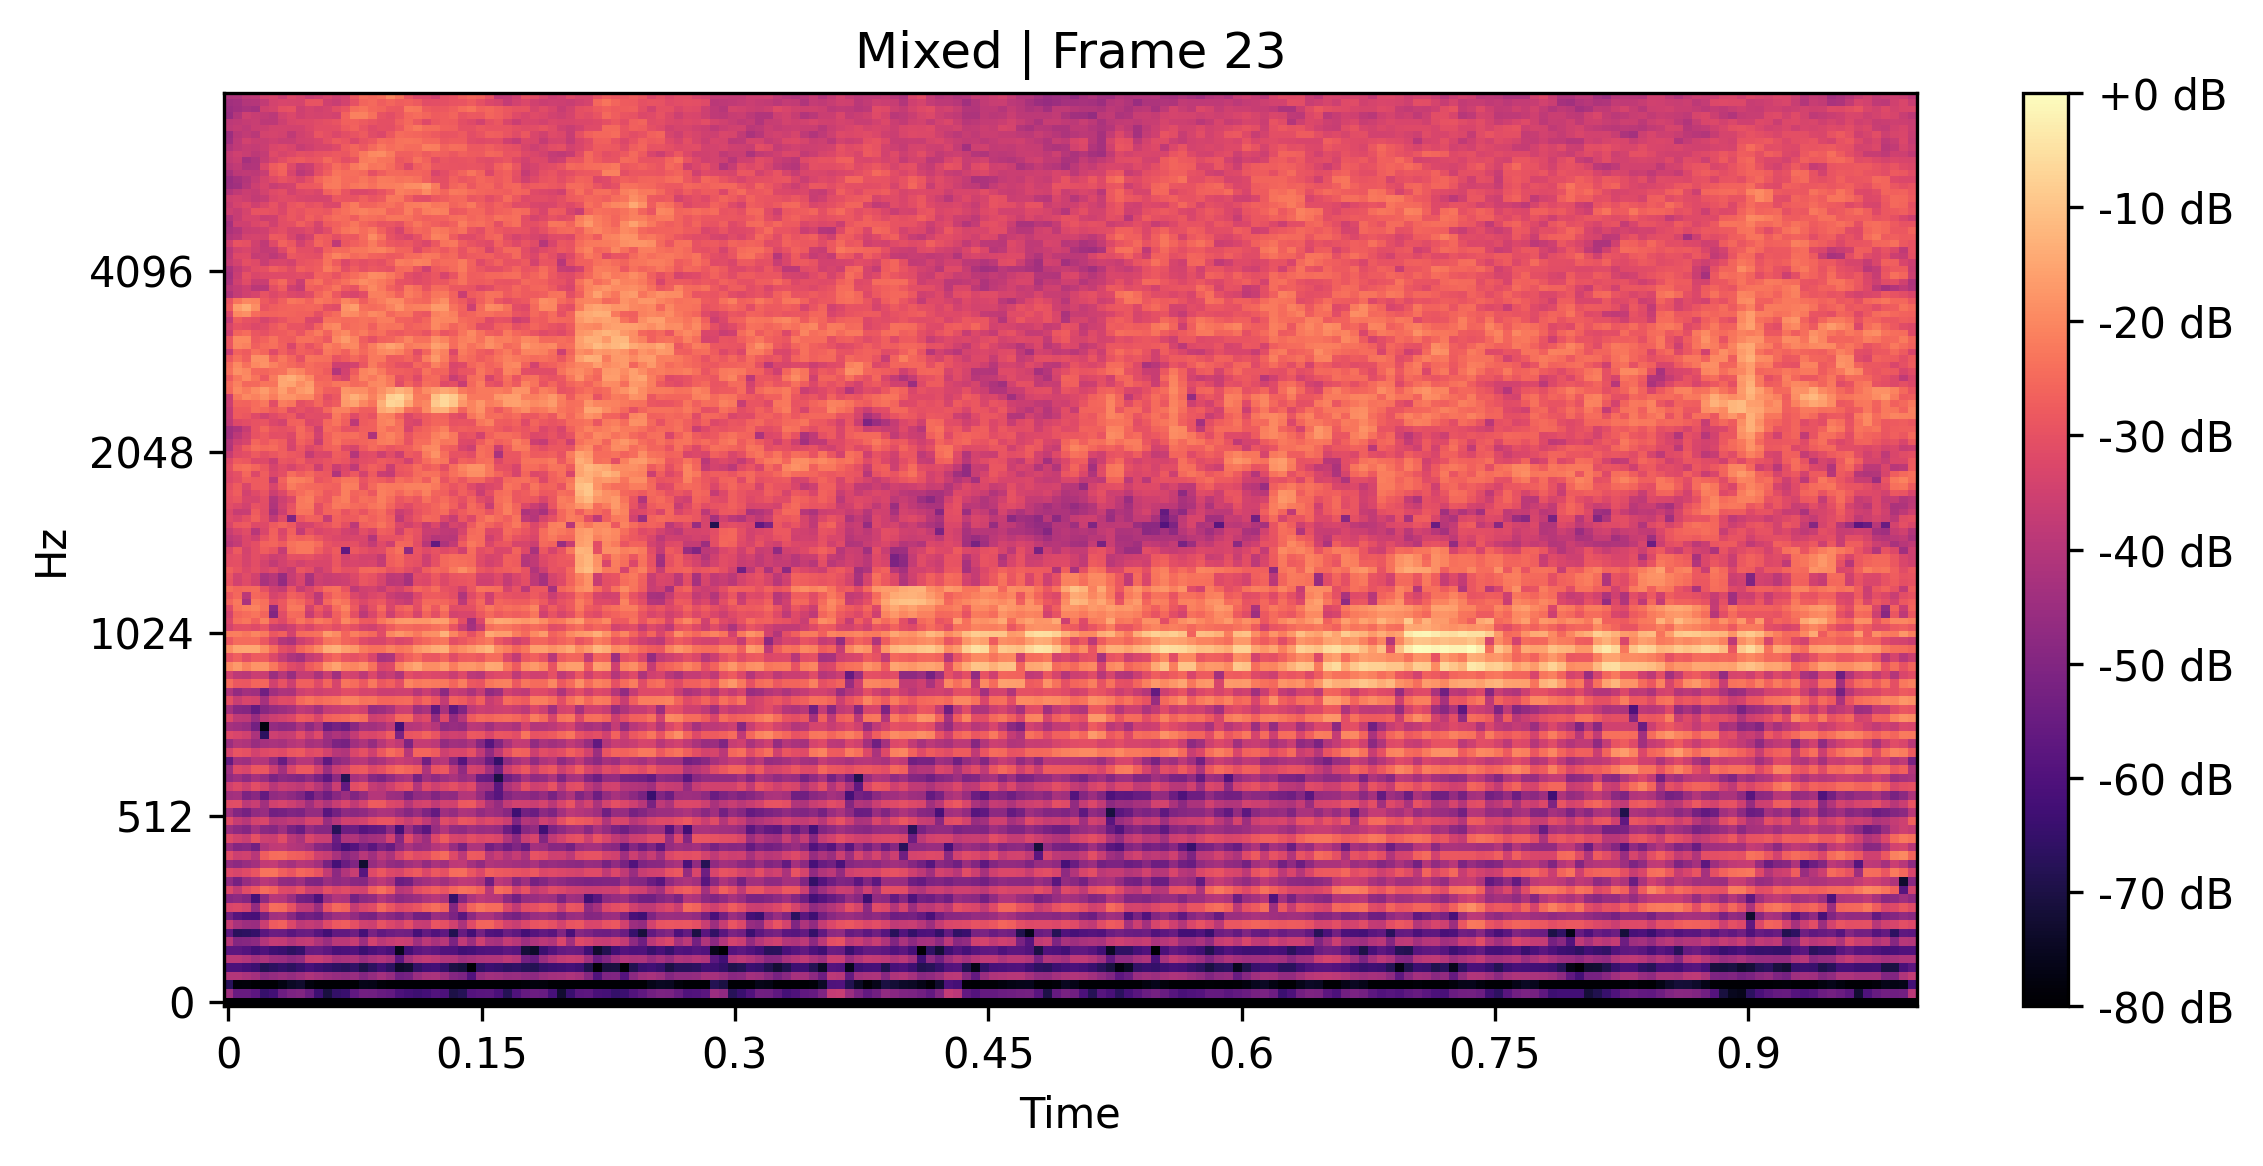 Mixed | Frame 23
+0 dB
-10 dB
-20 dB
-30 dB
-40 dB
-50 dB
-60 dB
-70 dB
-80 dB
4096
2048
1024
512
0
Hz
0 0.15 0.3 0.45 0.6 0.75 0.9
Time